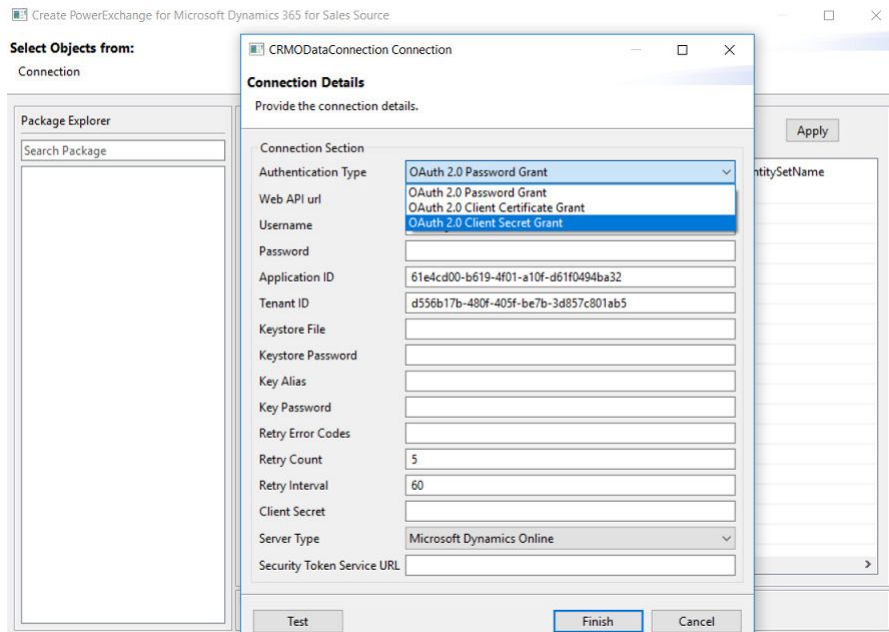 Create PowerExchange for Microsoft Dynamics 365 for Sales Source
Select Objects from:
Connection
Package Explorer
Search Package
Apply
ntitySetName
CRMODataConnection Connection
Connection Details
Provide the connection details.
Connection Section
Authentication Type OAuth 2.0 Password Grant
OAuth 2.0 Password Grant
OAuth 2.0 Client Certificate Grant
OAuth 2.0 Client Secret Grant
Web API url
Username
Password
Application ID 61e4cd00-b619-4f01-a10f-d61f0494ba32
Tenant ID d556b17b-480f-405f-be7b-3d857c801ab5
Keystore File
Keystore Password
Key Alias
Key Password
Retry Error Codes
Retry Count 5
Retry Interval 60
Client Secret
Server Type Microsoft Dynamics Online
Security Token Service URL
Test Finish Cancel